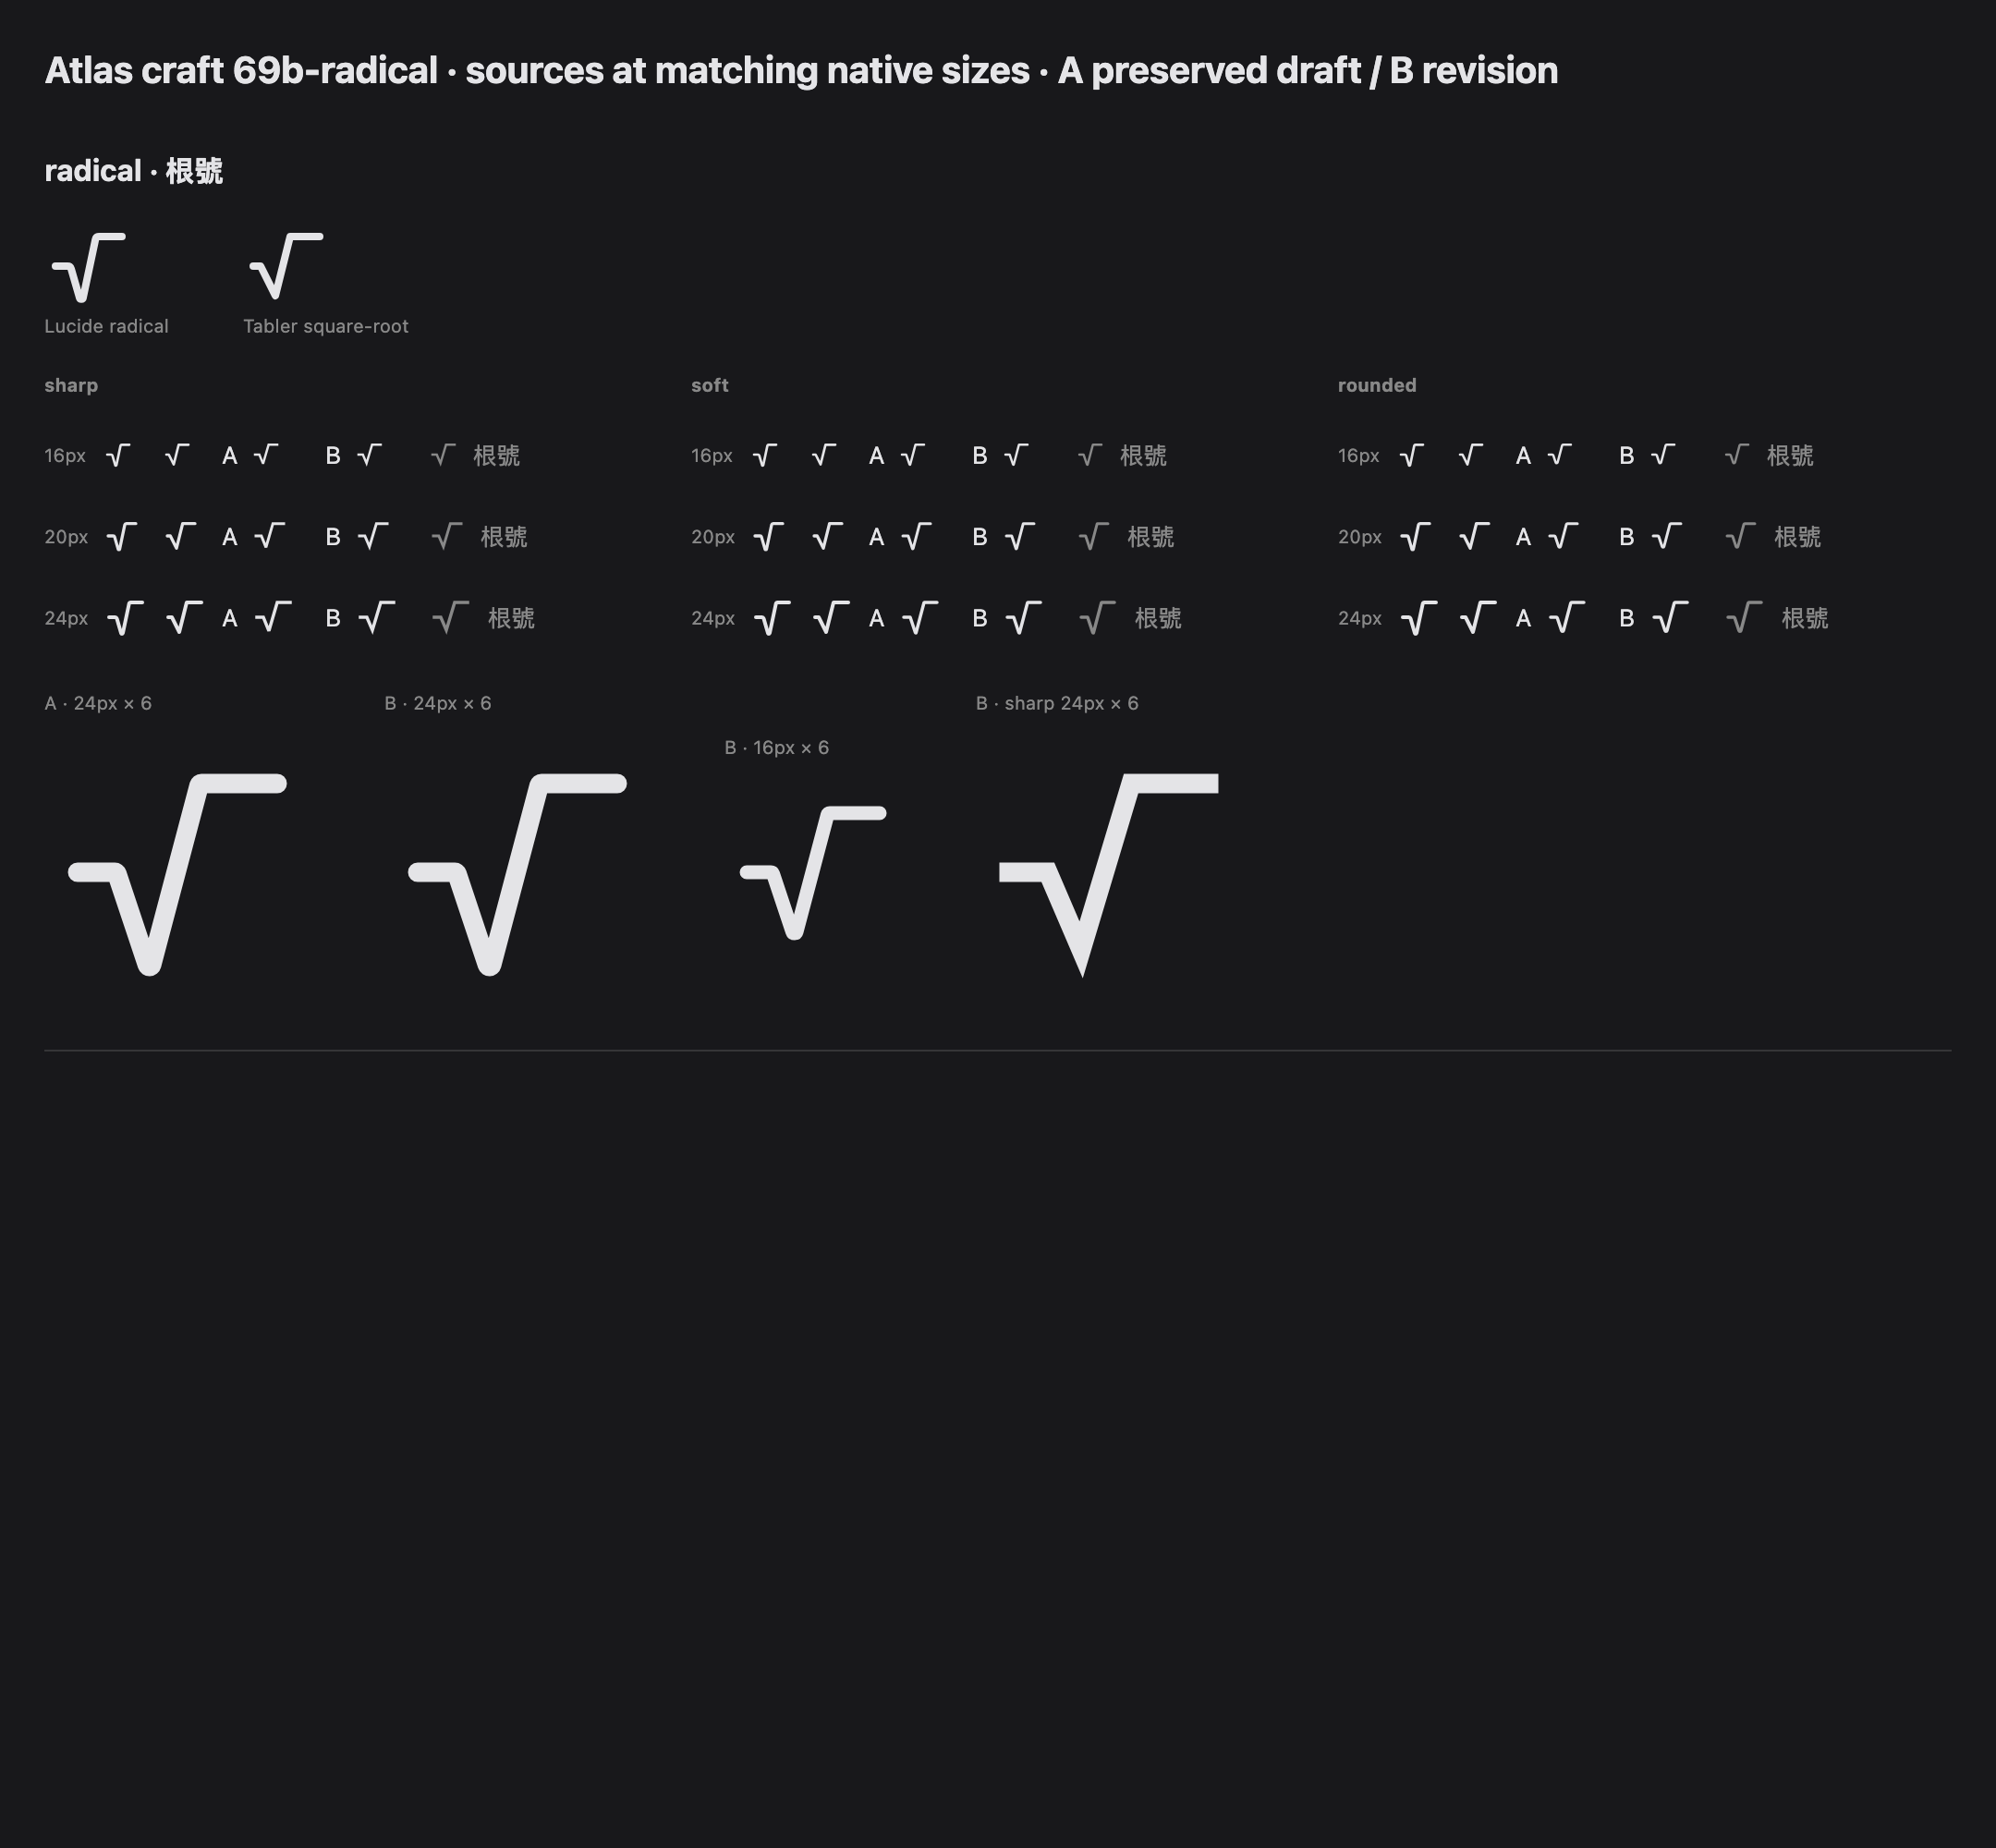 Atlas craft 69b-radical · sources at matching native sizes · A preserved draft / B revision
radical · 根號
Lucide radical
Tabler square-root
sharp
soft
rounded
16px √ √ A √ B √ √ 根號
16px √ √ A √ B √ √ 根號
16px √ √ A √ B √ √ 根號
20px √ √ A √ B √ √ 根號
20px √ √ A √ B √ √ 根號
20px √ √ A √ B √ √ 根號
24px √ √ A √ B √ √ 根號
24px √ √ A √ B √ √ 根號
24px √ √ A √ B √ √ 根號
A · 24px × 6
B · 24px × 6
B · 16px × 6
B · sharp 24px × 6